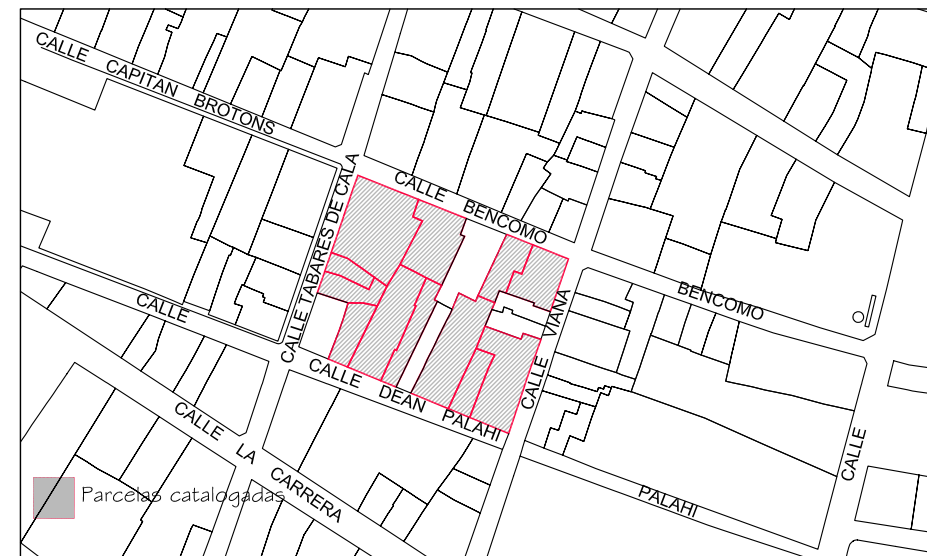 CALLE CAPITAN BROTONS
CALLE BENCOMO
CALLE TABARES DE CALA
BENCOMO
CALLE
CALLE VIANA
CALLE DEAN PALAHI
CALLE LA CARRERA
CALLE
PALAHI
Parcelas catalogadas